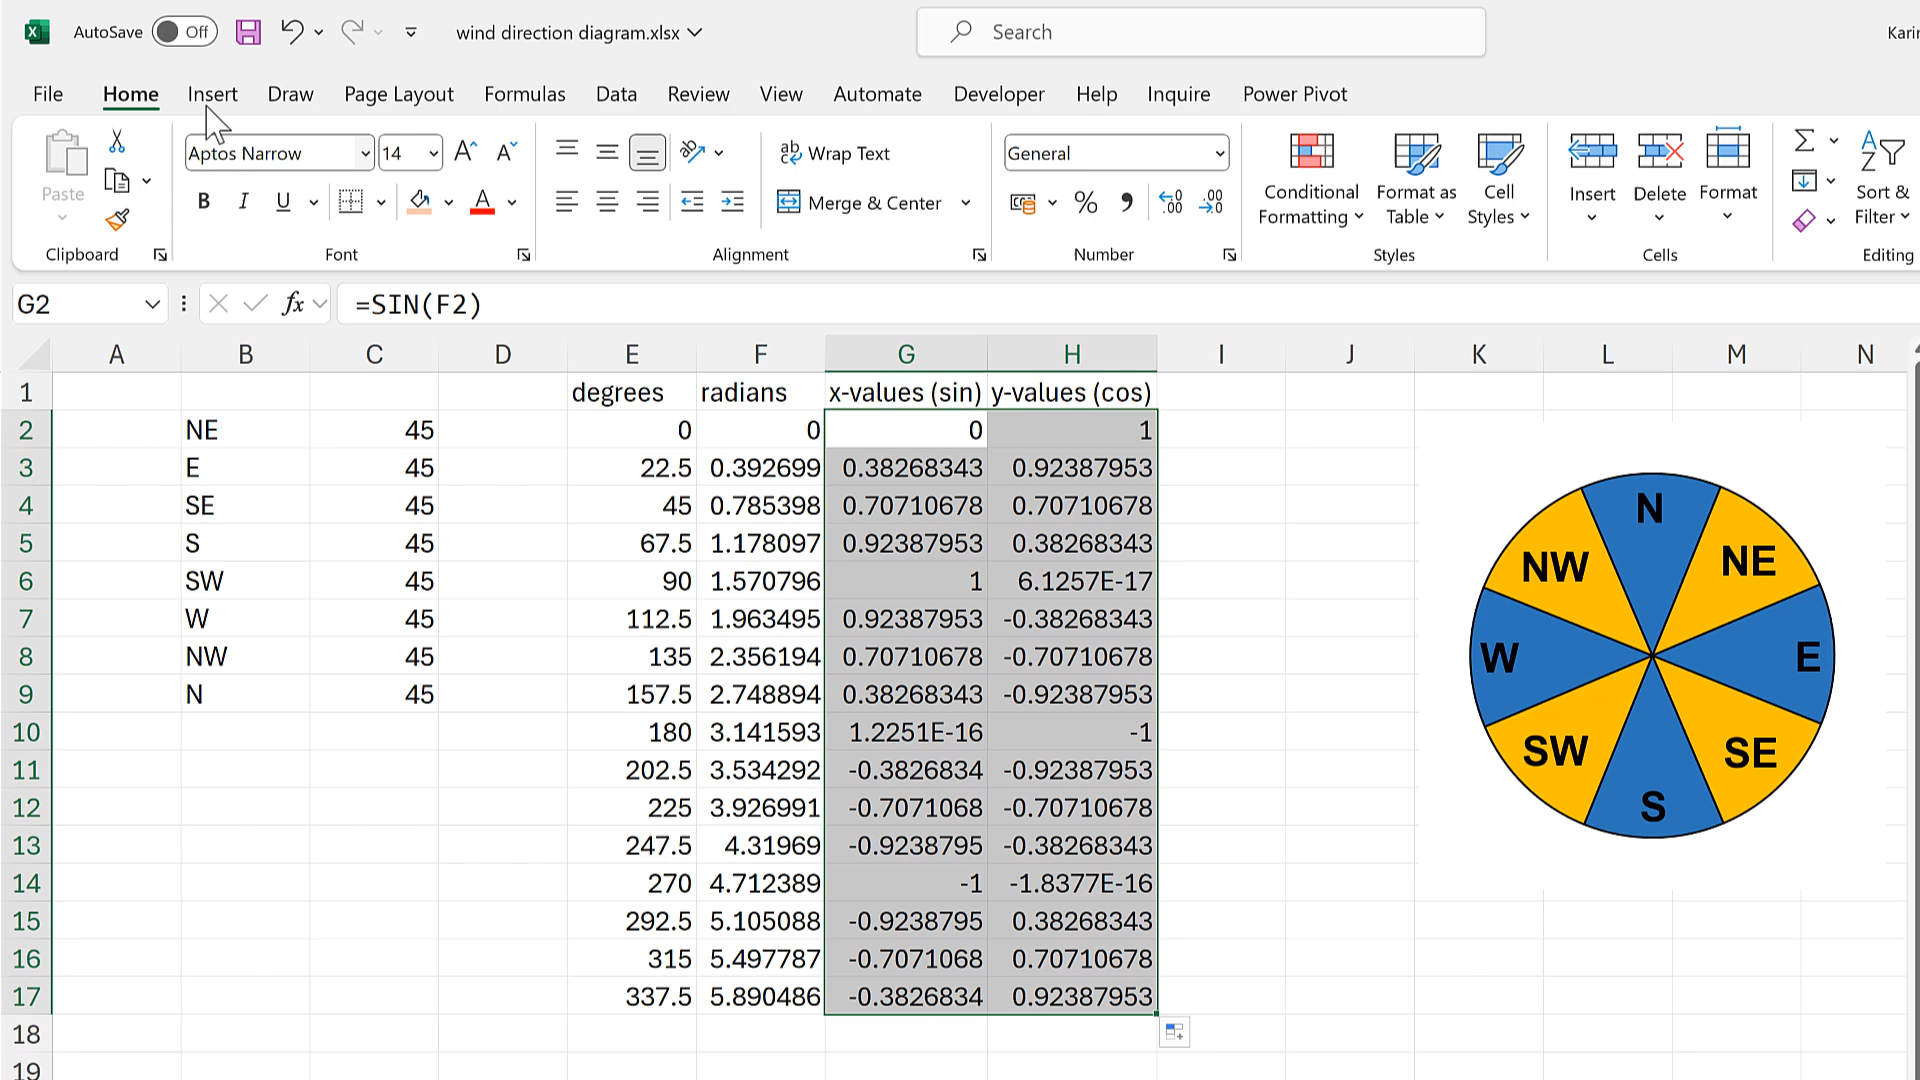 AutoSave Off wind direction diagram.xlsx Search Karin
File Home Insert Draw Page Layout Formulas Data Review View Automate Developer Help Inquire Power Pivot
Paste
Clipboard
Aptos Narrow 14
B I U
Font
Wrap Text
Merge & Center
Alignment
General
Number
Conditional Formatting
Format as Table
Cell Styles
Styles
Insert Delete Format
Cells
Sort & Filter
Editing
G2 fx =SIN(F2)
A B C D E F G H I J K L M N
1 degrees radians x-values (sin) y-values (cos)
2 NE 45 0 0 0 1
3 E 45 22.5 0.392699 0.38268343 0.92387953
4 SE 45 45 0.785398 0.70710678 0.70710678
5 S 45 67.5 1.178097 0.92387953 0.38268343
6 SW 45 90 1.570796 1 6.1257E-17
7 W 45 112.5 1.963495 0.92387953 -0.38268343
8 NW 45 135 2.356194 0.70710678 -0.70710678
9 N 45 157.5 2.748894 0.38268343 -0.92387953
10 180 3.141593 1.2251E-16 -1
11 202.5 3.534292 -0.3826834 -0.92387953
12 225 3.926991 -0.7071068 -0.70710678
13 247.5 4.31969 -0.9238795 -0.38268343
14 270 4.712389 -1 -1.8377E-16
15 292.5 5.105088 -0.9238795 0.38268343
16 315 5.497787 -0.7071068 0.70710678
17 337.5 5.890486 -0.3826834 0.92387953
18
19
N
NW NE
W E
SW SE
S